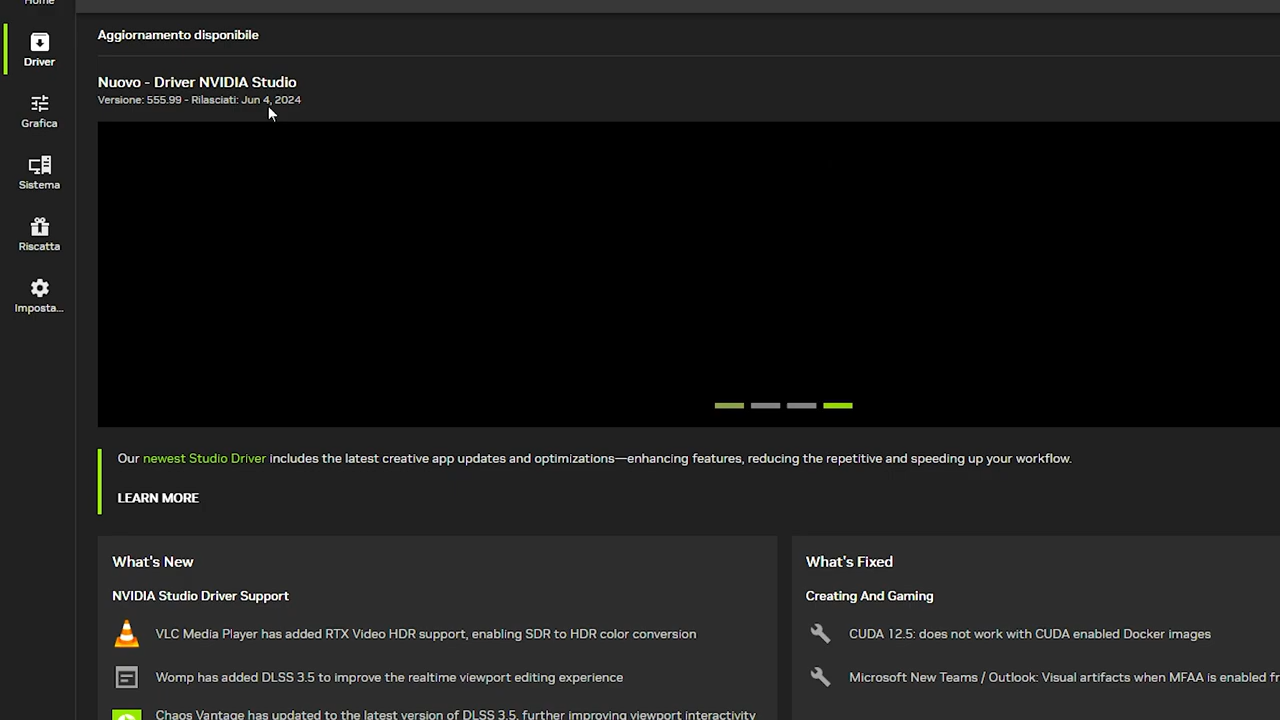 Home
Aggiornamento disponibile
Driver
Nuovo - Driver NVIDIA Studio
Versione: 555.99 - Rilasciati: Jun 4, 2024
Grafica
Sistema
Riscatta
Imposta...
Our newest Studio Driver includes the latest creative app updates and optimizations—enhancing features, reducing the repetitive and speeding up your workflow.
LEARN MORE
What's New
NVIDIA Studio Driver Support
VLC Media Player has added RTX Video HDR support, enabling SDR to HDR color conversion
Womp has added DLSS 3.5 to improve the realtime viewport editing experience
Chaos Vantage has updated to the latest version of DLSS 3.5, further improving viewport interactivity
What's Fixed
Creating And Gaming
CUDA 12.5: does not work with CUDA enabled Docker images
Microsoft New Teams / Outlook: Visual artifacts when MFAA is enabled